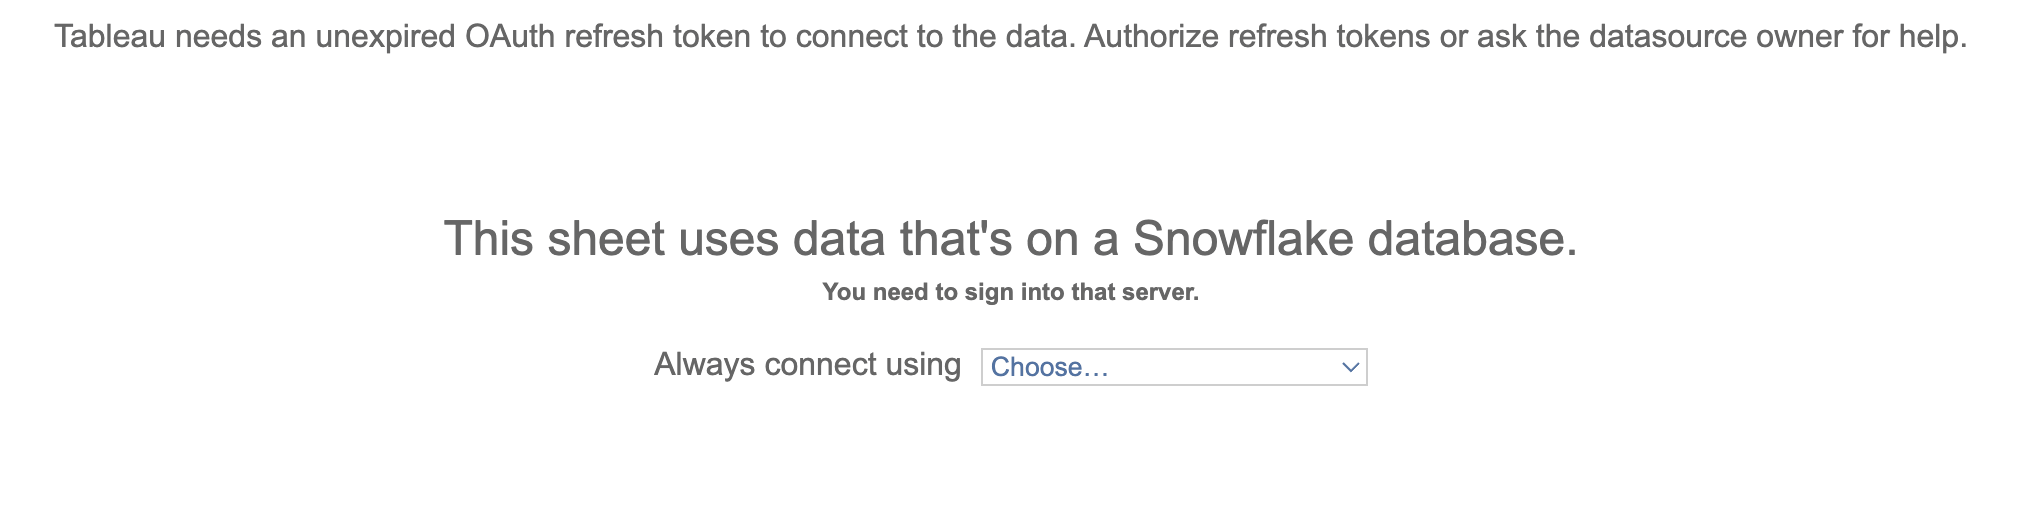 Tableau needs an unexpired OAuth refresh token to connect to the data. Authorize refresh tokens or ask the datasource owner for help.
This sheet uses data that's on a Snowflake database.
You need to sign into that server.
Always connect using Choose…